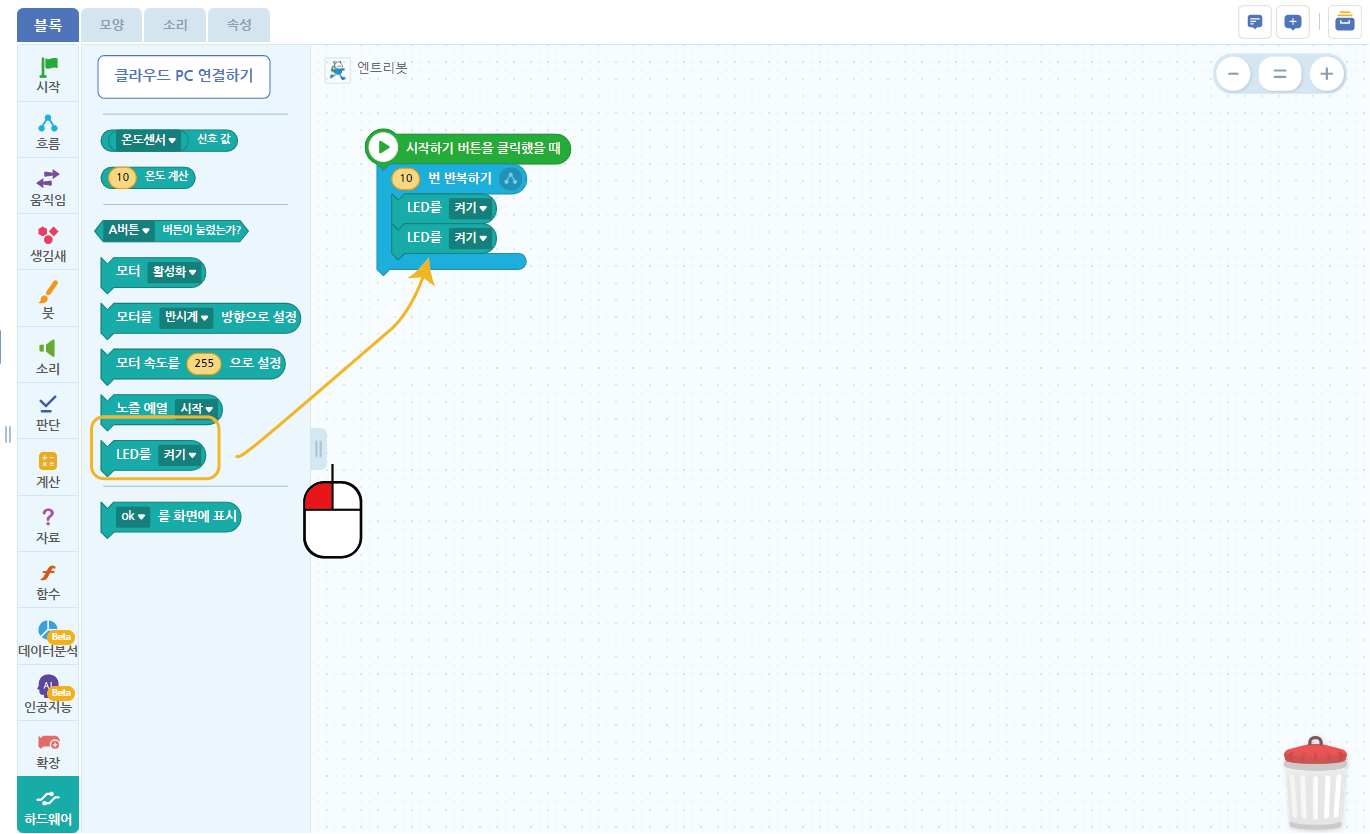 블록
모양
소리
속성
시작
흐름
움직임
생김새
붓
소리
판단
계산
자료
함수
Beta
데이터분석
AI
Beta
인공지능
확장
하드웨어
클라우드 PC 연결하기
온도센서 신호 값
10 온도 계산
A버튼 버튼이 눌렸는가?
모터 활성화
모터를 반시계 방향으로 설정
모터 속도를 255 으로 설정
노즐 예열 시작
LED를 켜기
ok 를 화면에 표시
엔트리봇
시작하기 버튼을 클릭했을 때
10 번 반복하기
LED를 켜기
LED를 켜기